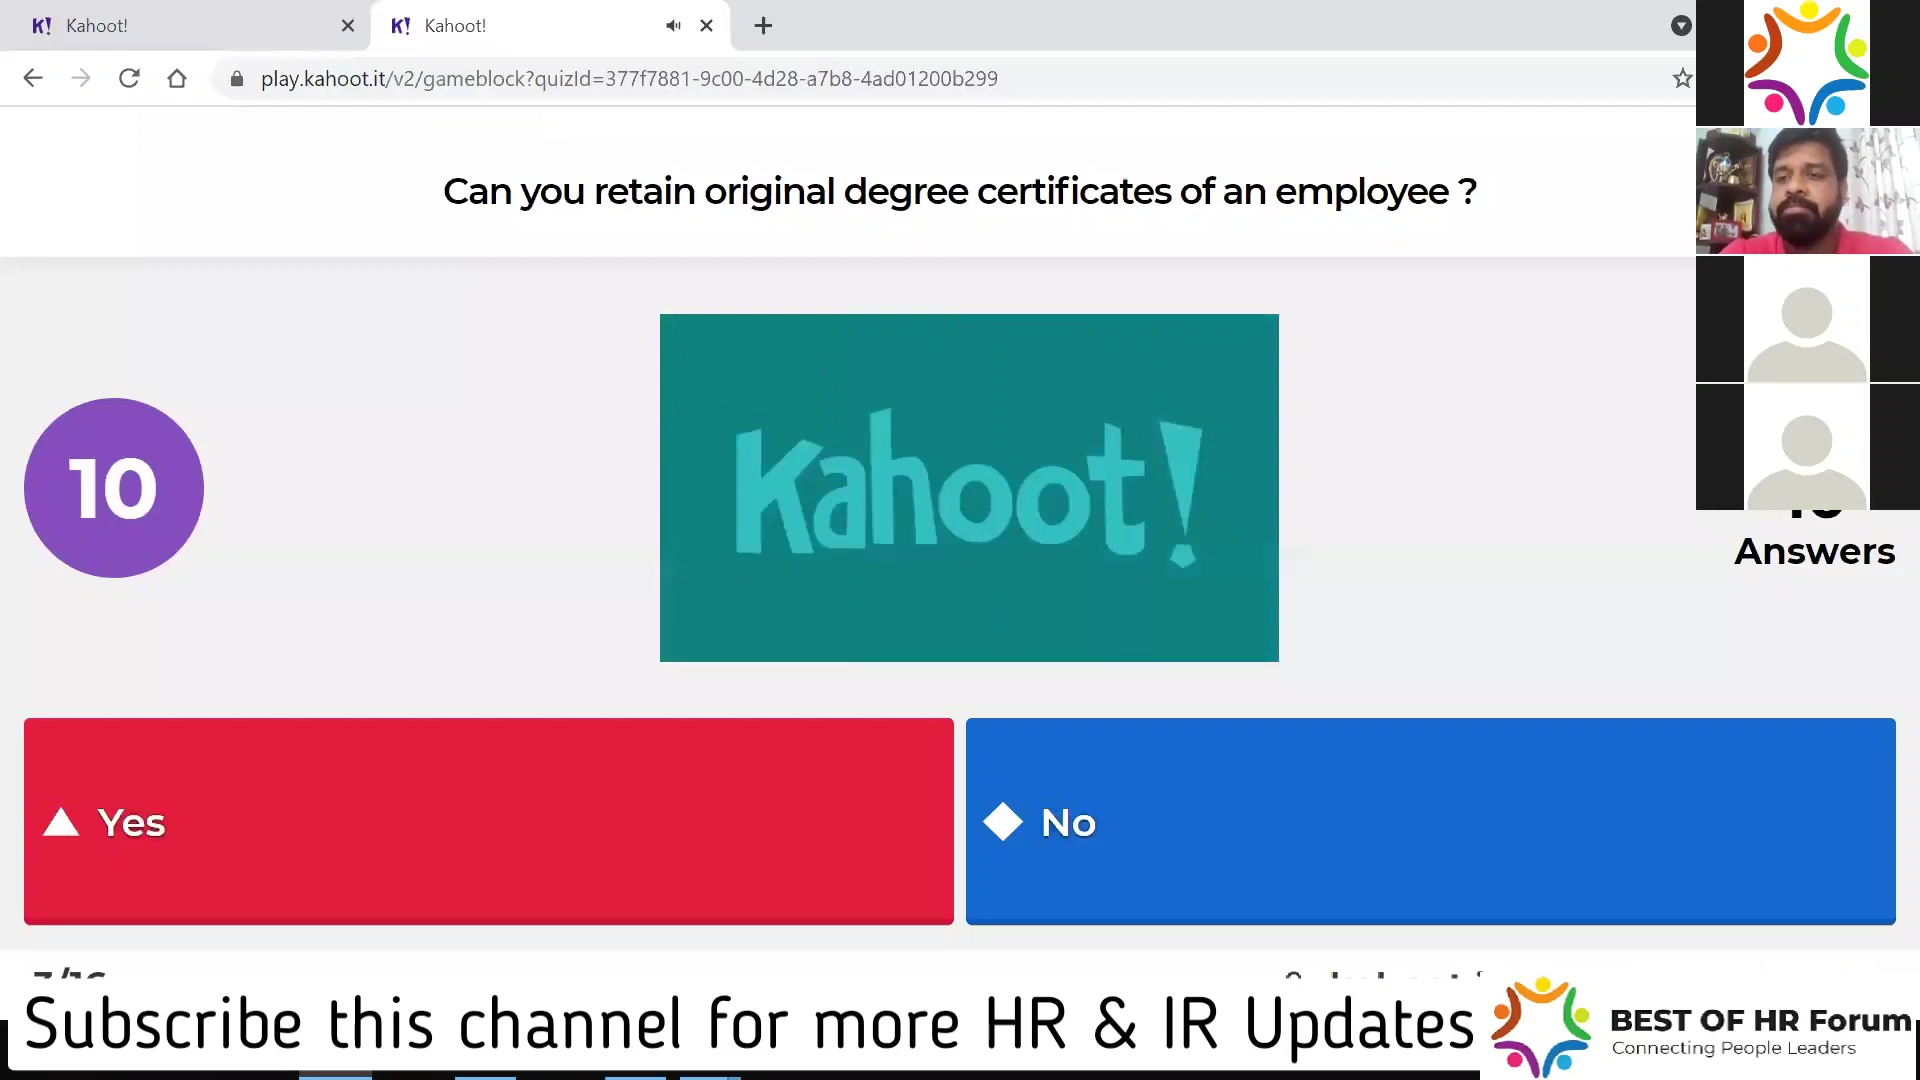 K! Kahoot!
K! Kahoot!
play.kahoot.it/v2/gameblock?quizId=377f7881-9c00-4d28-a7b8-4ad01200b299
Can you retain original degree certificates of an employee ?
10
Kahoot!
Answers
Yes
No
Subscribe this channel for more HR & IR Updates
BEST OF HR Forum
Connecting People Leaders